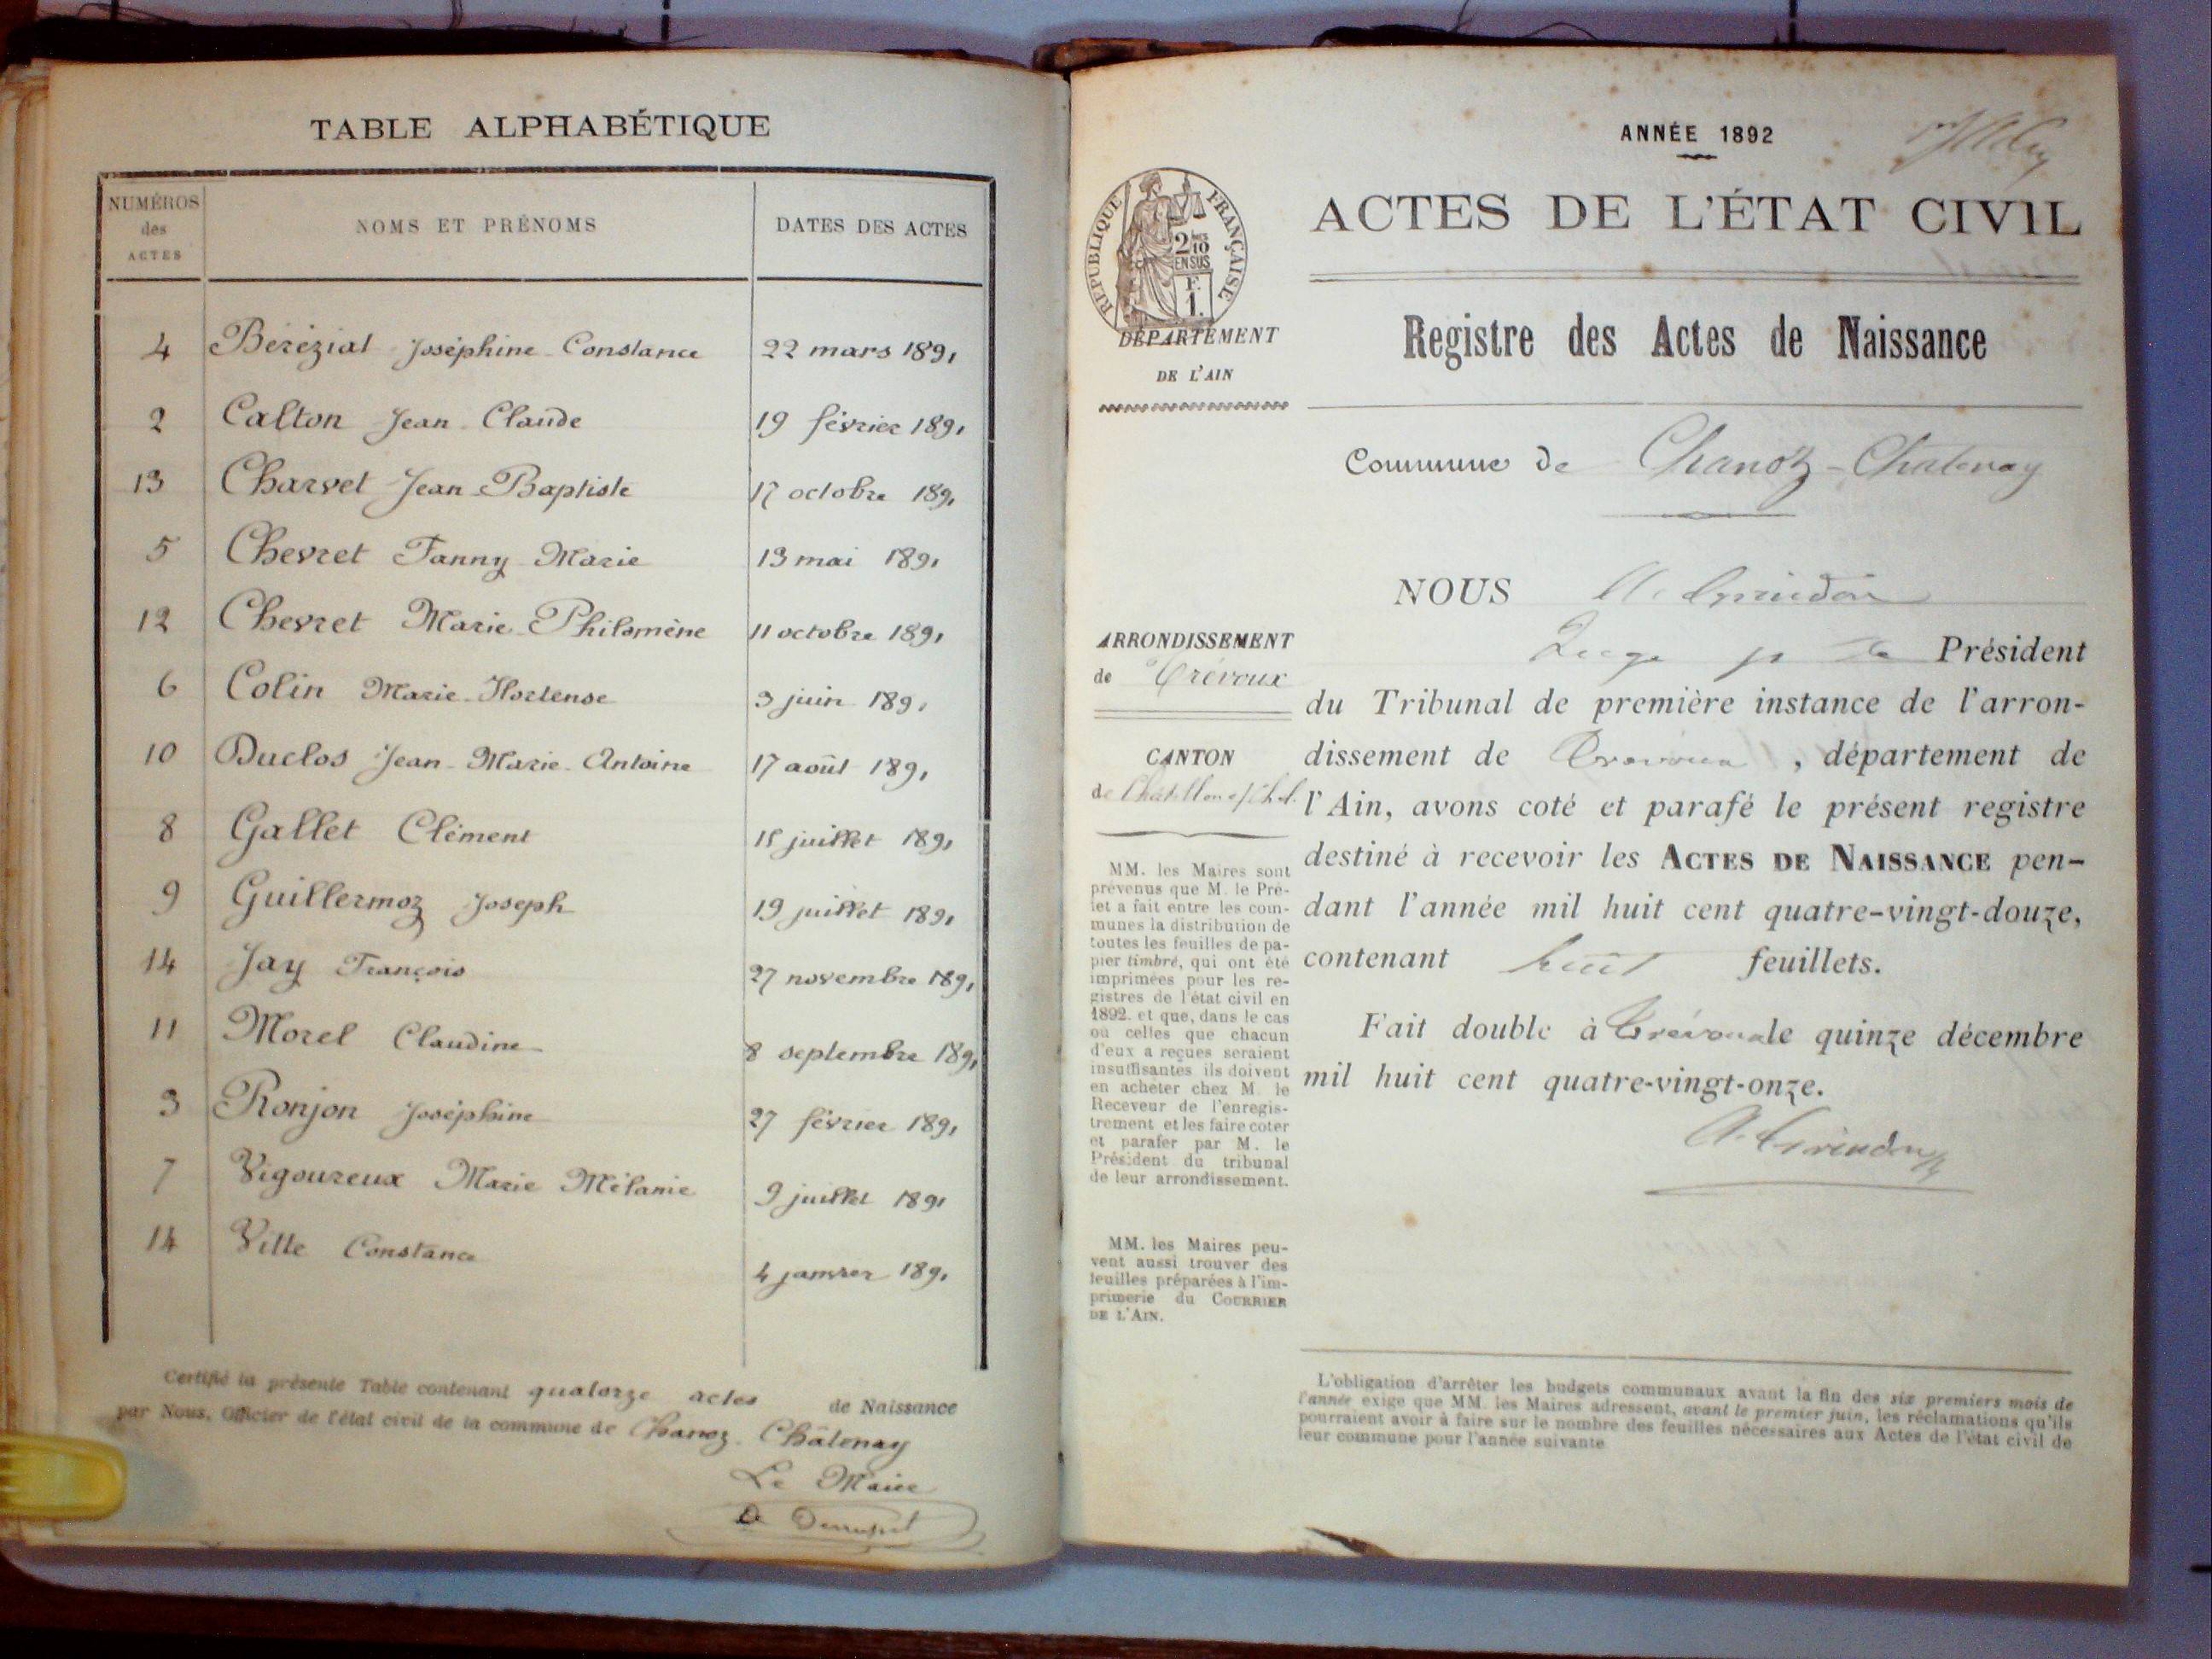 TABLE ALPHABÉTIQUE
NUMÉROS des ACTES
NOMS ET PRÉNOMS
DATES DES ACTES
4 Bérézial Joséphine Constance 22 mars 1891
2 Calton Jean Claude 19 février 1891
13 Charvet Jean Baptiste 17 octobre 1891
5 Chevret Fanny Marie 13 mai 1891
12 Chevret Marie Philomène 11 octobre 1891
6 Colin Marie Hortense 3 juin 1891
10 Duclos Jean Marie Antoine 17 août 1891
8 Gallet Clément 15 juillet 1891
9 Guillermoz Joseph 19 juillet 1891
14 Jay François 27 novembre 1891
11 Morel Claudine 8 septembre 1891
3 Ronjon Joséphine 27 février 1891
7 Vigoureux Marie Mélanie 9 juillet 1891
14 Ville Constance 4 janvier 1891
Certifié la présente Table contenant quatorze actes de Naissance
par Nous, Officier de l'état civil de la commune de Chanoz Châtenay
Le Maire
ANNÉE 1892
RÉPUBLIQUE FRANÇAISE
2/10
EN SUS
F.
1.
ACTES DE L'ÉTAT CIVIL
DÉPARTEMENT
DE L'AIN
Registre des Actes de Naissance
Commune de Chanoz-Chatenay
ARRONDISSEMENT
de Trévoux
CANTON
de Châtillon s/Chal.
MM. les Maires sont
prévenus que M. le Pré-
fet a fait entre les com-
munes la distribution de
toutes les feuilles de pa-
pier timbré, qui ont été
imprimées pour les re-
gistres de l'état civil en
1892. et que, dans le cas
où celles que chacun
d'eux a reçues seraient
insuffisantes ils doivent
en acheter chez M. le
Receveur de l'enregis-
trement et les faire coter
et parafer par M. le
Président du tribunal
de leur arrondissement.
MM. les Maires peu-
vent aussi trouver des
feuilles préparées à l'im-
primerie du COURRIER
DE L'AIN.
NOUS A. Grindon
Juge p le Président
du Tribunal de première instance de l'arron-
dissement de Trévoux, département de
l'Ain, avons coté et parafé le présent registre
destiné à recevoir les ACTES DE NAISSANCE pen-
dant l'année mil huit cent quatre-vingt-douze,
contenant huit feuillets.
Fait double à Trévoux le quinze décembre
mil huit cent quatre-vingt-onze.
A. Grindon
L'obligation d'arrêter les budgets communaux avant la fin des six premiers mois de
l'année exige que MM. les Maires adressent, avant le premier juin, les réclamations qu'ils
pourraient avoir à faire sur le nombre des feuilles nécessaires aux Actes de l'état civil de
leur commune pour l'année suivante